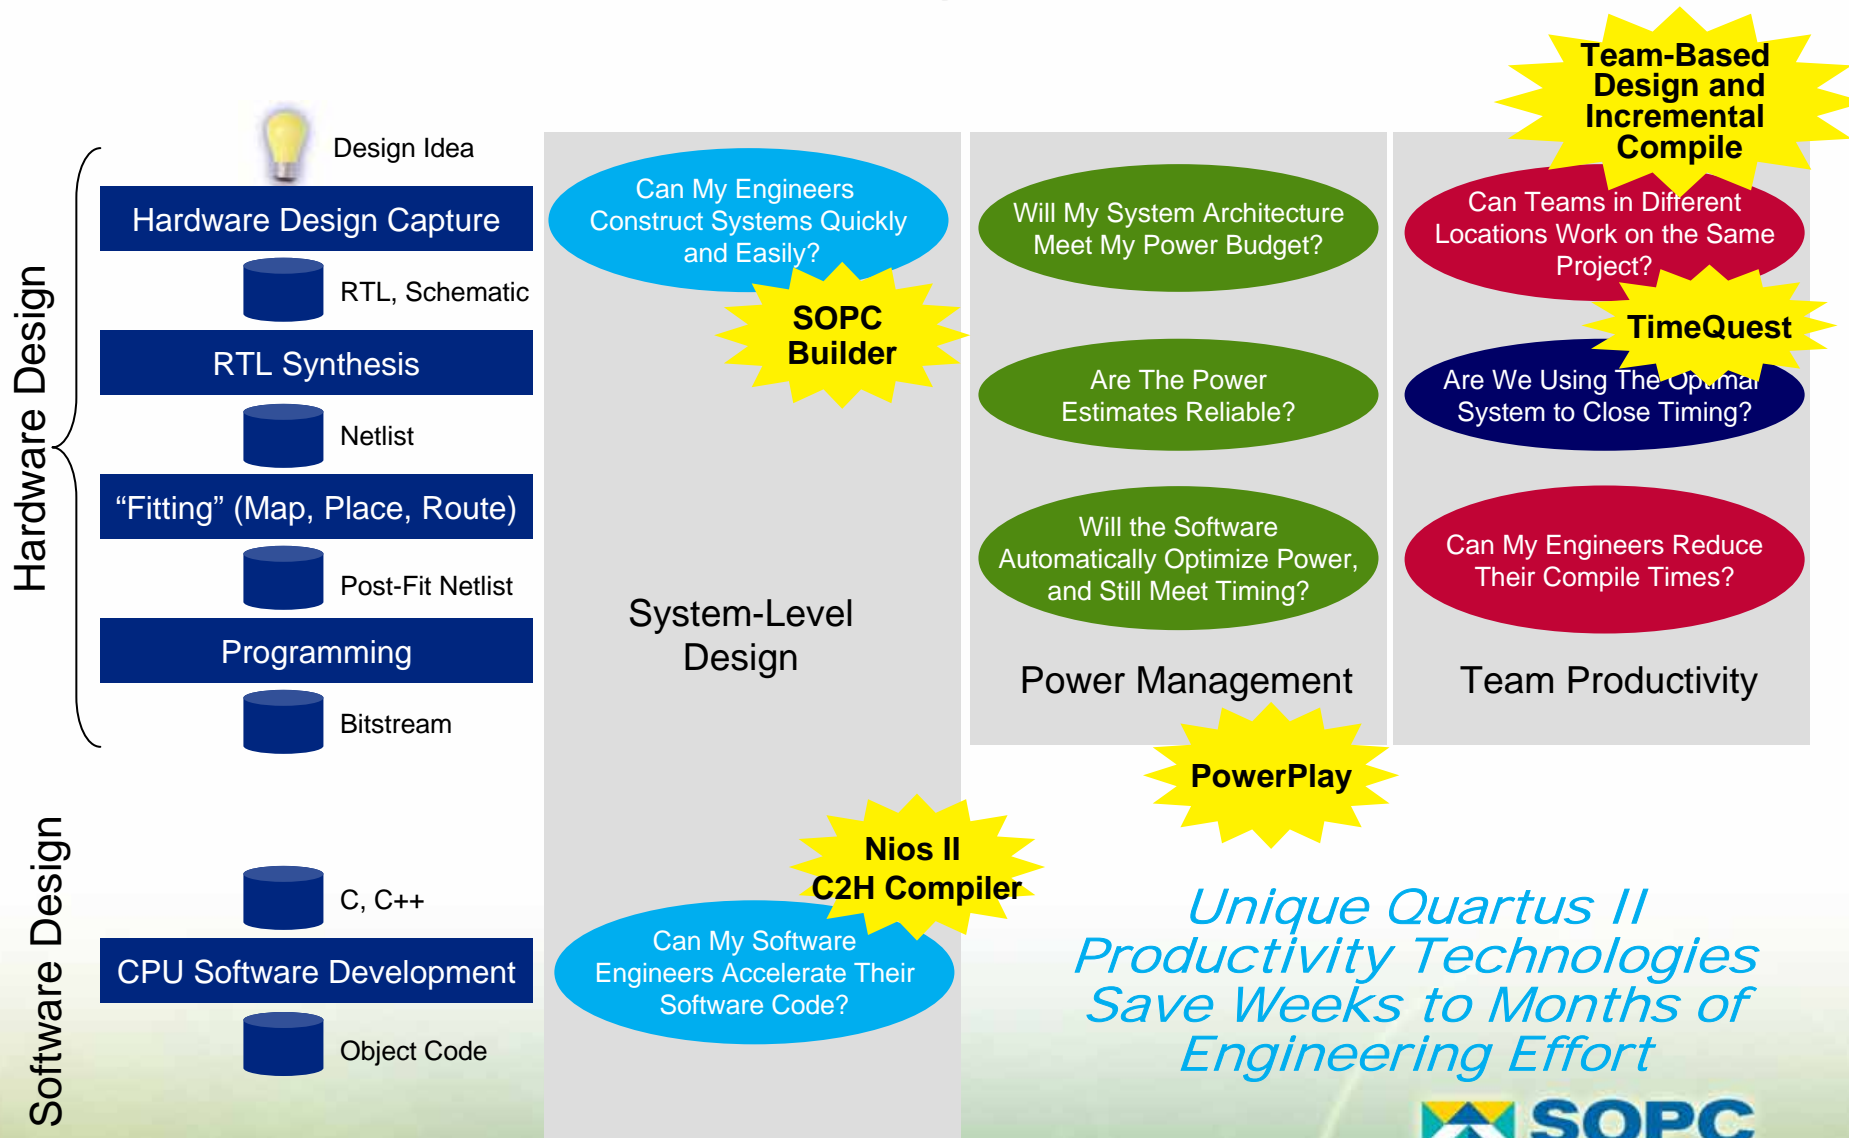 Team-Based
Design and
Incremental
Compile
Hardware Design
Design Idea
Hardware Design Capture
RTL, Schematic
RTL Synthesis
Netlist
“Fitting” (Map, Place, Route)
Post-Fit Netlist
Programming
Bitstream
Software Design
C, C++
CPU Software Development
Object Code
Can My Engineers
Construct Systems Quickly
and Easily?
SOPC
Builder
System-Level
Design
Nios II
C2H Compiler
Can My Software
Engineers Accelerate Their
Software Code?
Will My System Architecture
Meet My Power Budget?
Are The Power
Estimates Reliable?
Will the Software
Automatically Optimize Power,
and Still Meet Timing?
Power Management
PowerPlay
Can Teams in Different
Locations Work on the Same
Project?
TimeQuest
Are We Using The Optimal
System to Close Timing?
Can My Engineers Reduce
Their Compile Times?
Team Productivity
Unique Quartus II
Productivity Technologies
Save Weeks to Months of
Engineering Effort
SOPC